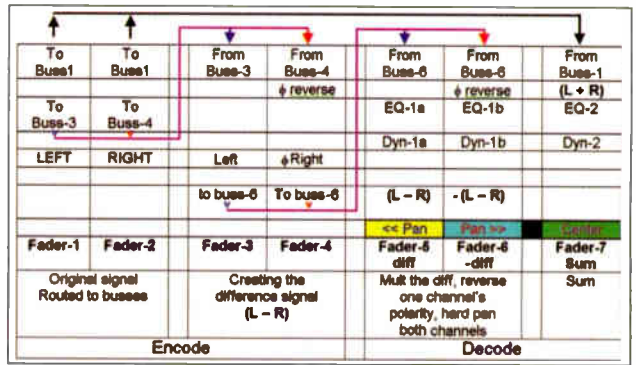 To To From From From From From
Buss1 Buss1 Buss-3 Buss-4 Buss-6 Buss-6 Buss-1
ϕ reverse ϕ reverse (L + R)
To To EQ-1a EQ-1b EQ-2
Buss-3 Buss-4
Dyn-1a Dyn-1b Dyn-2
LEFT RIGHT Left ϕRight
to buss-6 To buss-6 (L – R) - (L – R)
<< Pan Pan >> Center
Fader-1 Fader-2 Fader-3 Fader-4 Fader-5 Fader-6 Fader-7
diff -diff Sum
Original signal Creating the Mult the diff, reverse Sum
Routed to busses difference signal one channel's
(L – R) polarity, hard pan
both channels
Encode Decode